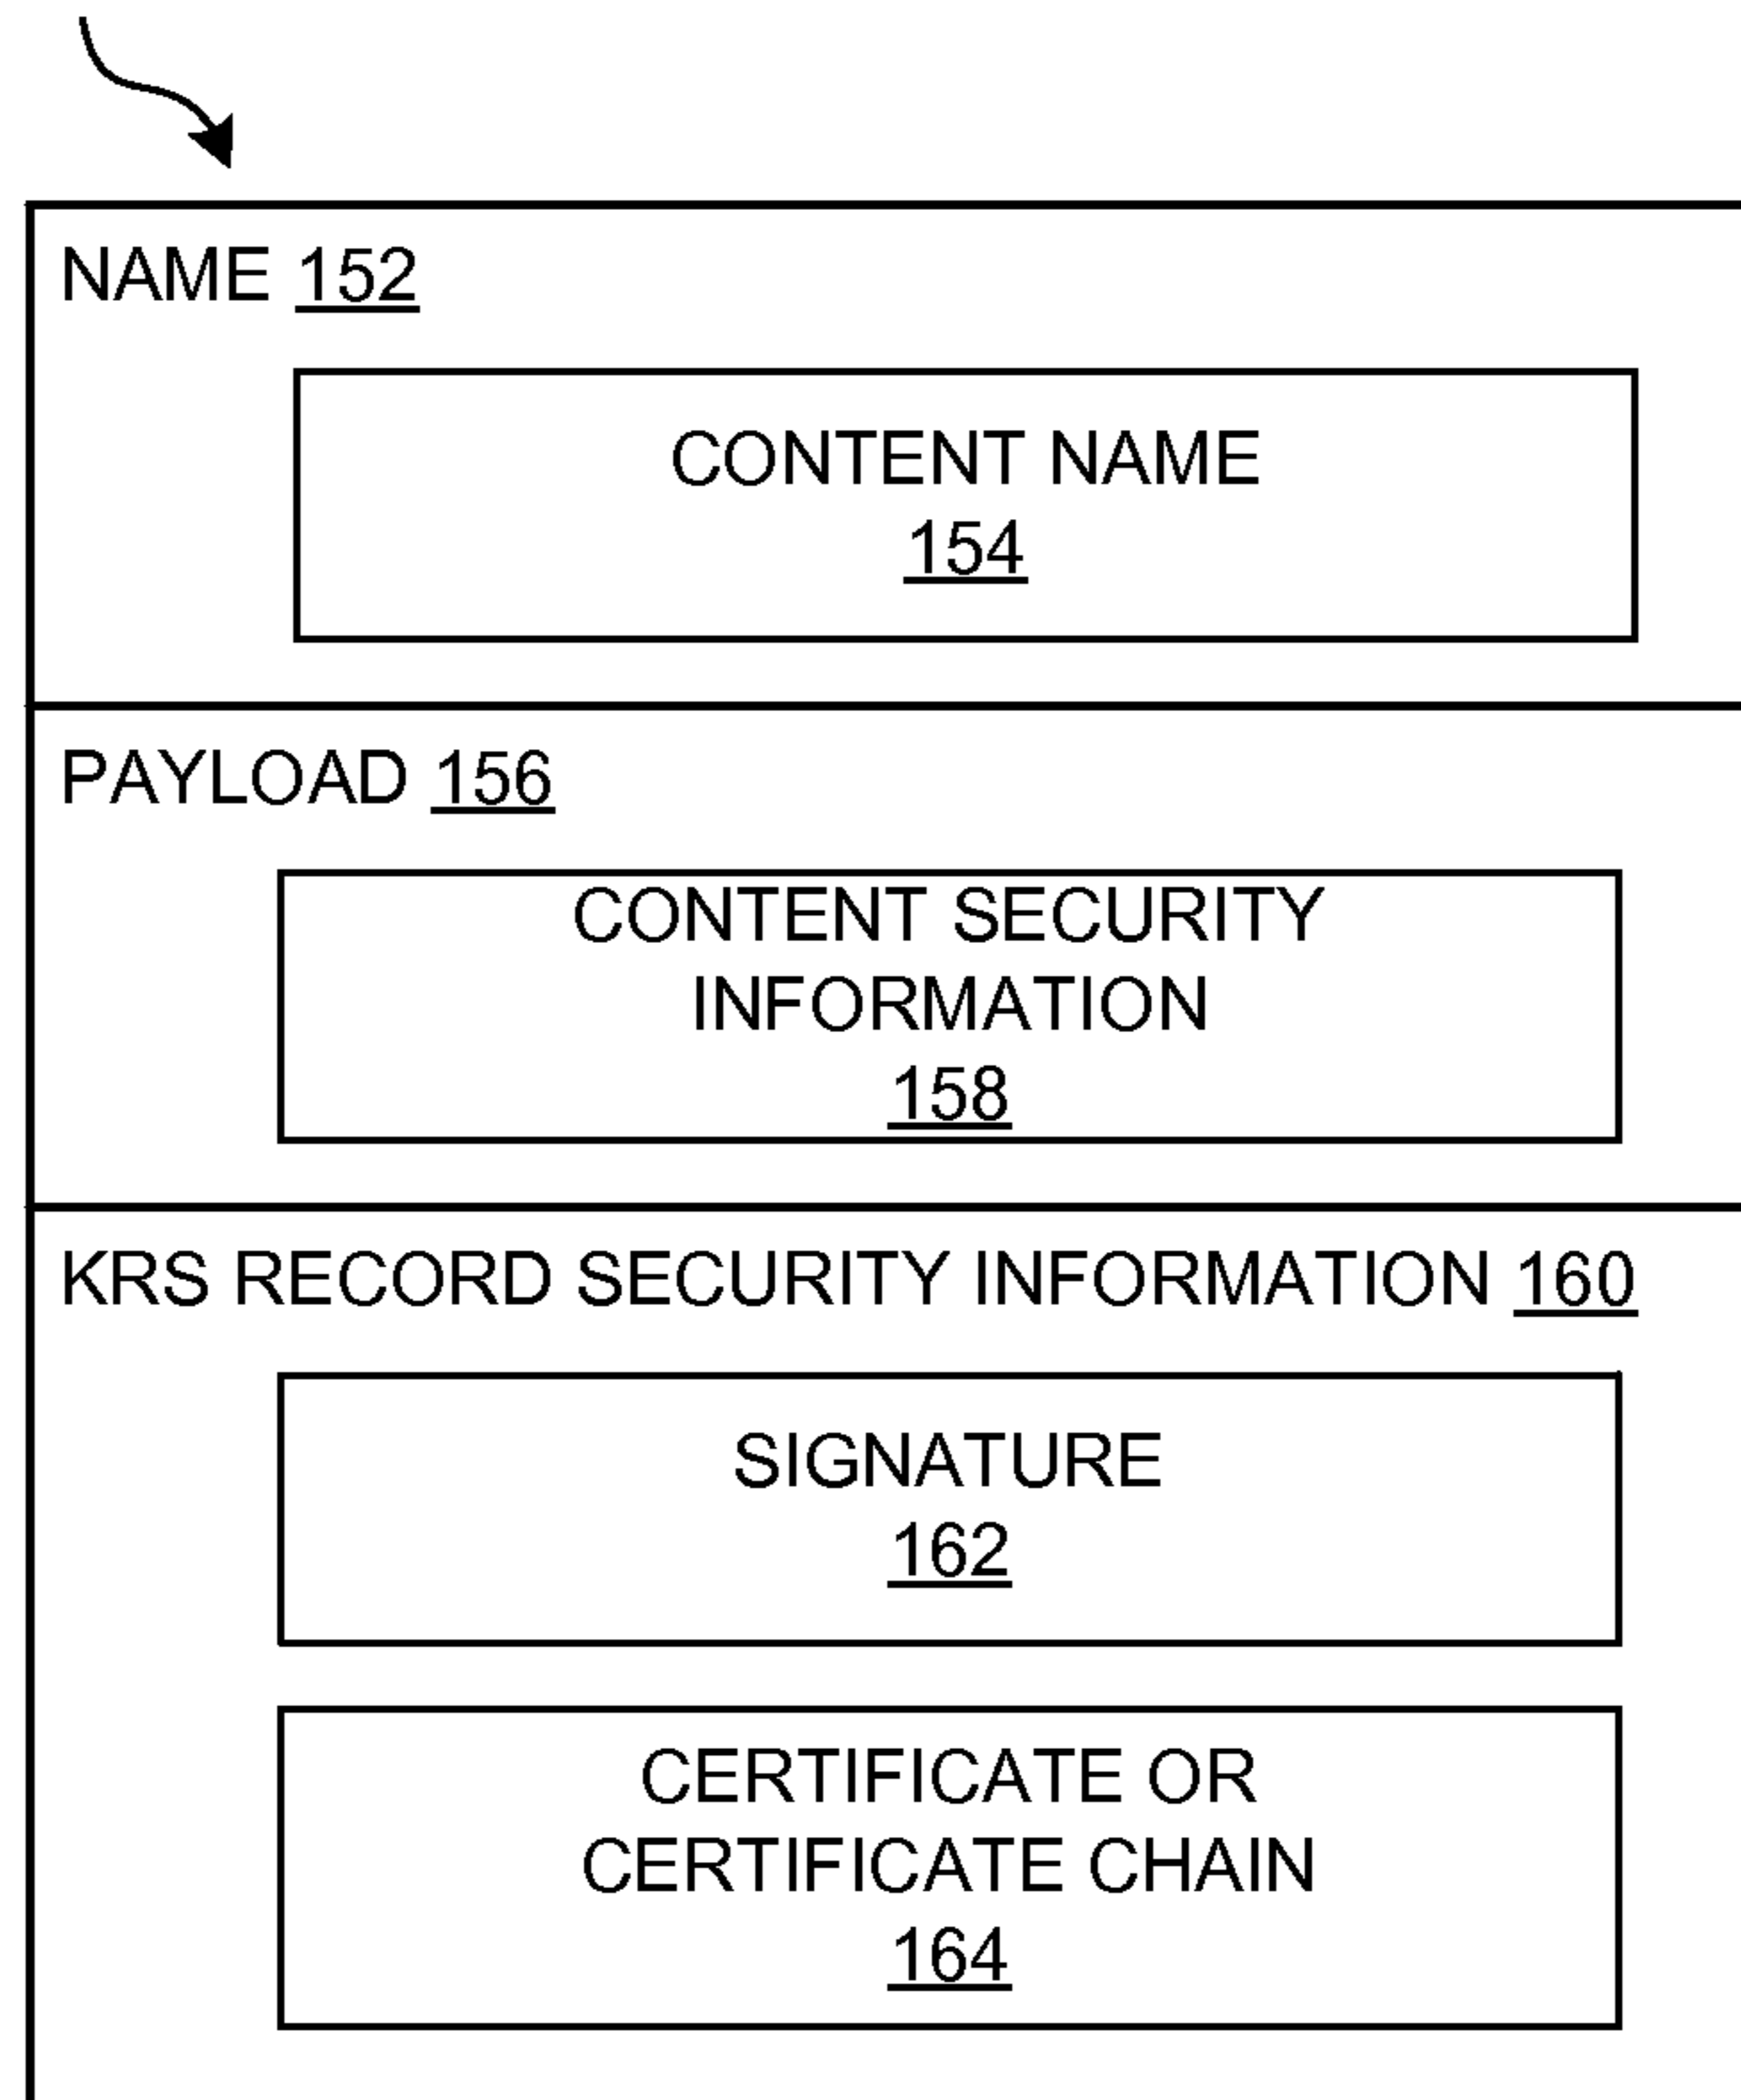 NAME 152
CONTENT NAME
154
PAYLOAD 156
CONTENT SECURITY
INFORMATION
158
KRS RECORD SECURITY INFORMATION 160
SIGNATURE
162
CERTIFICATE OR
CERTIFICATE CHAIN
164